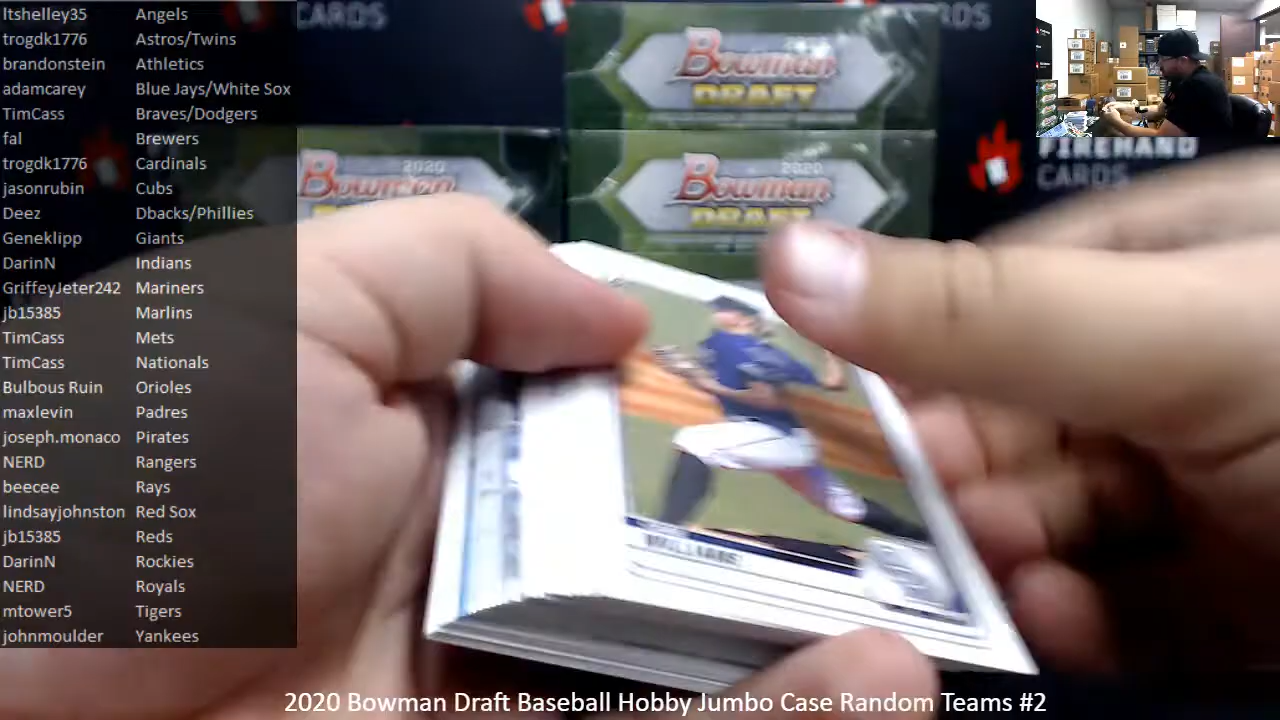 ltshelley35 Angels
trogdk1776 Astros/Twins
brandonstein Athletics
adamcarey Blue Jays/White Sox
TimCass Braves/Dodgers
fal Brewers
trogdk1776 Cardinals
jasonrubin Cubs
Deez Dbacks/Phillies
Geneklipp Giants
DarinN Indians
GriffeyJeter242 Mariners
jb15385 Marlins
TimCass Mets
TimCass Nationals
Bulbous Ruin Orioles
maxlevin Padres
joseph.monaco Pirates
NERD Rangers
beecee Rays
lindsayjohnston Red Sox
jb15385 Reds
DarinN Rockies
NERD Royals
mtower5 Tigers
johnmoulder Yankees
CARDS
Bowman
DRAFT
2020
Bowman
2020
Bowman
DRAFT
FIREHAND
CARDS
WILLIAMS
2020 Bowman Draft Baseball Hobby Jumbo Case Random Teams #2